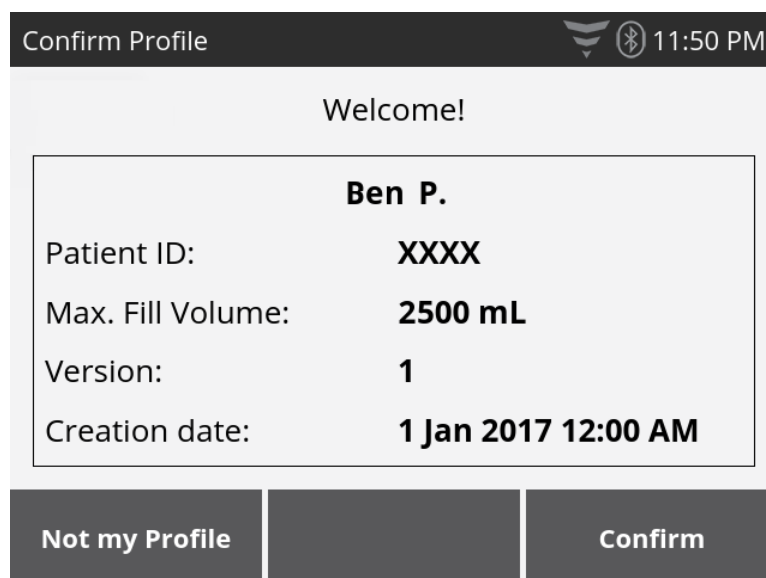 Confirm Profile 11:50 PM
Welcome!
Ben P.
Patient ID: XXXX
Max. Fill Volume: 2500 mL
Version: 1
Creation date: 1 Jan 2017 12:00 AM
Not my Profile Confirm